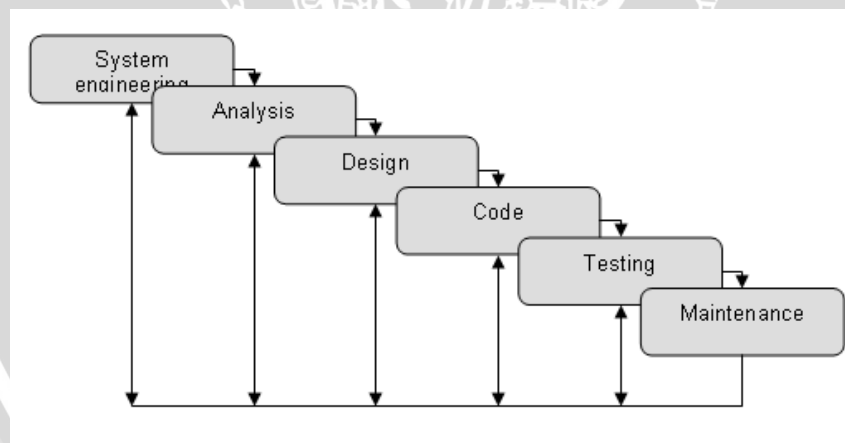 System
engineering
Analysis
Design
Code
Testing
Maintenance